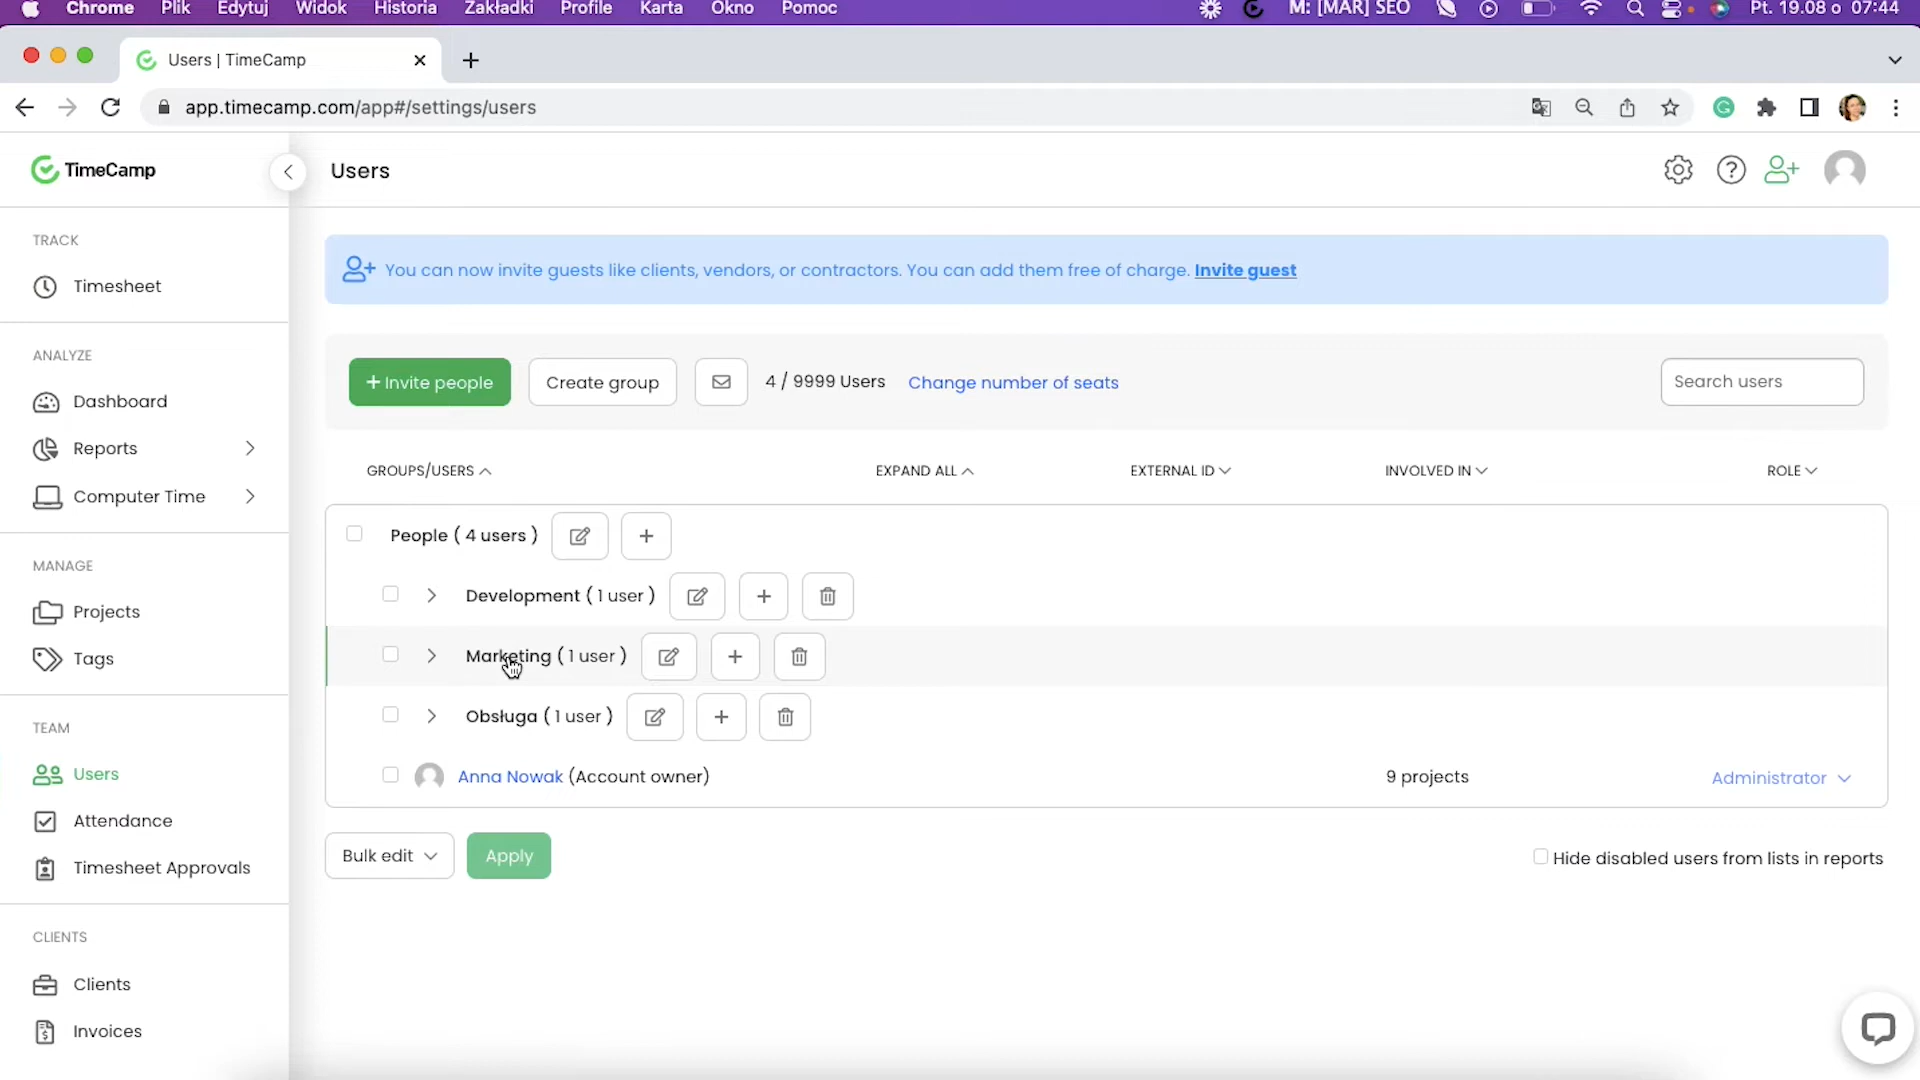 Chrome Plik Edytuj Widok Historia Zakładki Profile Karta Okno Pomoc M: [MAR] SEO Pt. 19.08 o 07:44
Users | TimeCamp
app.timecamp.com/app#/settings/users
TimeCamp
Users
TRACK
Timesheet
ANALYZE
Dashboard
Reports
Computer Time
MANAGE
Projects
Tags
TEAM
Users
Attendance
Timesheet Approvals
CLIENTS
Clients
Invoices
You can now invite guests like clients, vendors, or contractors. You can add them free of charge. Invite guest
+ Invite people Create group 4 / 9999 Users Change number of seats Search users
GROUPS/USERS EXPAND ALL EXTERNAL ID INVOLVED IN ROLE
People ( 4 users )
Development ( 1 user )
Marketing ( 1 user )
Obsługa ( 1 user )
Anna Nowak (Account owner) 9 projects Administrator
Bulk edit Apply Hide disabled users from lists in reports